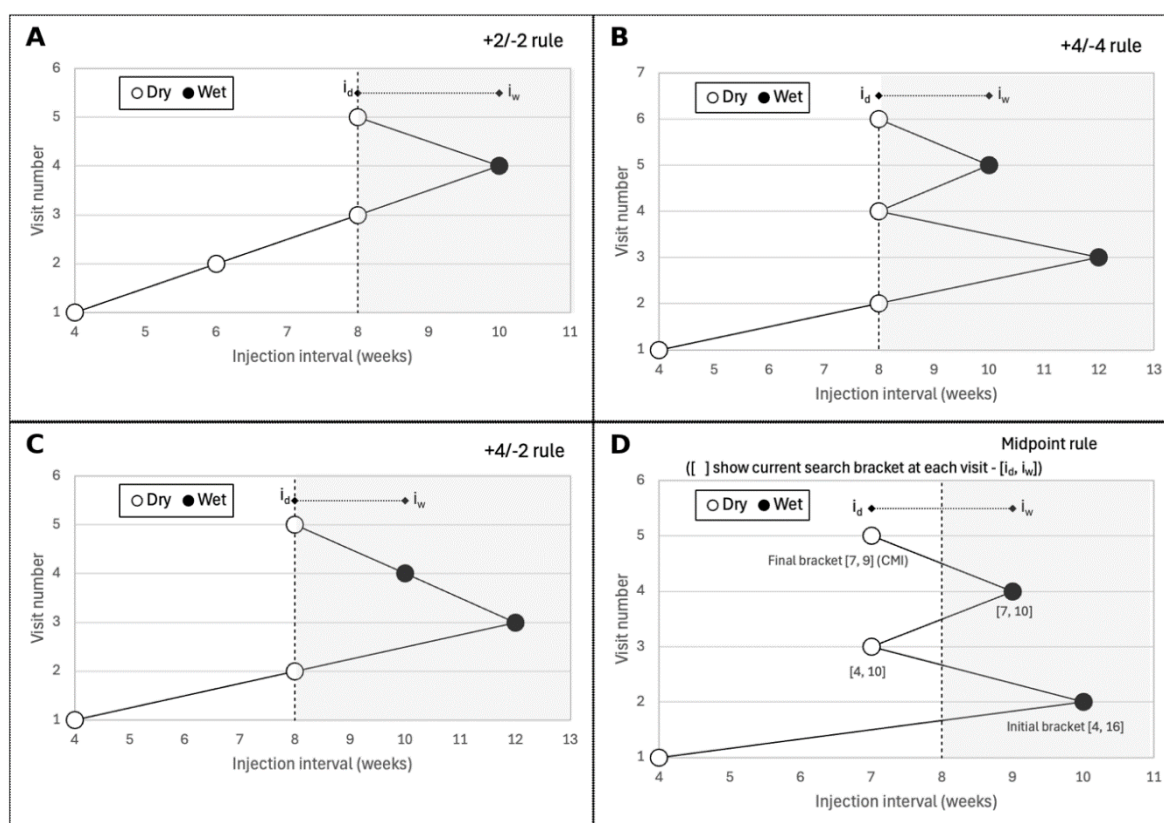 A
+2/-2 rule
6
5
4
3
2
1
Visit number
Dry Wet
i_d
i_w
4 5 6 7 8 9 10 11
Injection interval (weeks)
B
+4/-4 rule
7
6
5
4
3
2
1
Visit number
Dry Wet
i_d
i_w
4 5 6 7 8 9 10 11 12 13
Injection interval (weeks)
C
+4/-2 rule
6
5
4
3
2
1
Visit number
Dry Wet
i_d
i_w
4 5 6 7 8 9 10 11 12 13
Injection interval (weeks)
D
Midpoint rule
([ ] show current search bracket at each visit - [i_d, i_w])
6
5
4
3
2
1
Visit number
Dry Wet
i_d
i_w
Final bracket [7, 9] (CMI)
[7, 10]
[4, 10]
Initial bracket [4, 16]
4 5 6 7 8 9 10 11
Injection interval (weeks)